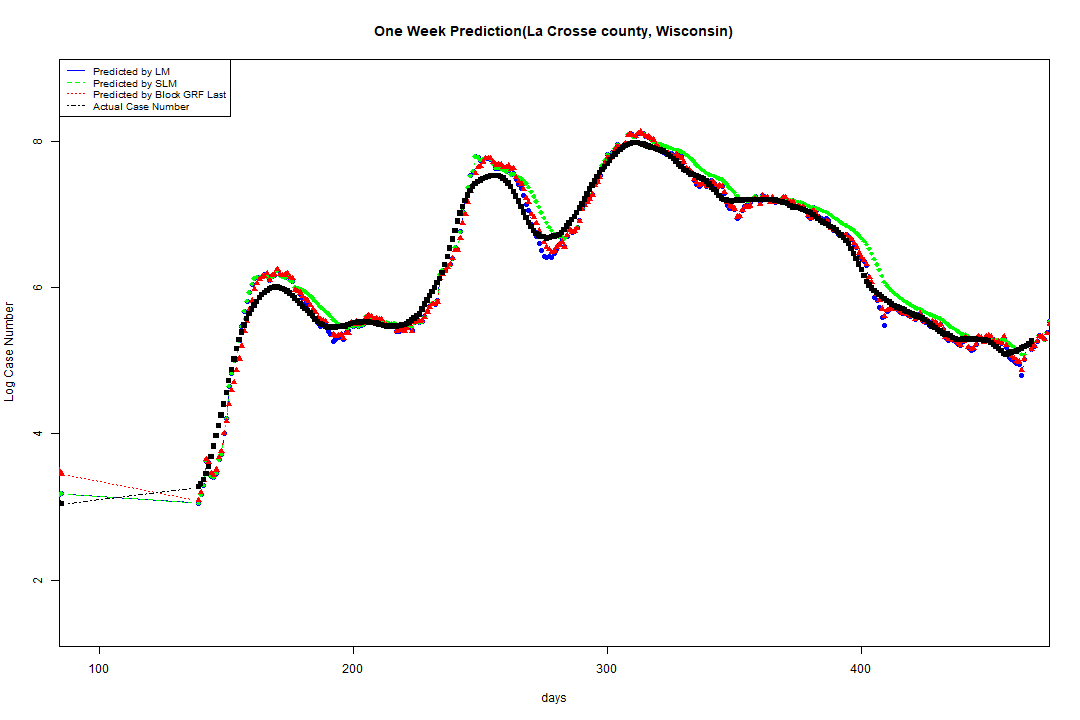 One Week Prediction(La Crosse county, Wisconsin)
Predicted by LM
Predicted by SLM
Predicted by Block GRF Last
Actual Case Number
8
6
4
2
Log Case Number
100 200 300 400
days